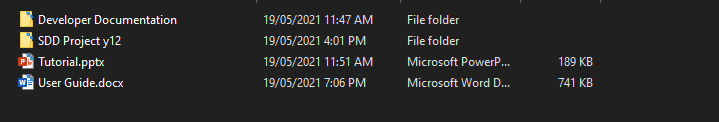 Developer Documentation 19/05/2021 11:47 AM File folder
SDD Project y12 19/05/2021 4:01 PM File folder
Tutorial.pptx 19/05/2021 11:51 AM Microsoft PowerP... 189 KB
User Guide.docx 19/05/2021 7:06 PM Microsoft Word D... 741 KB